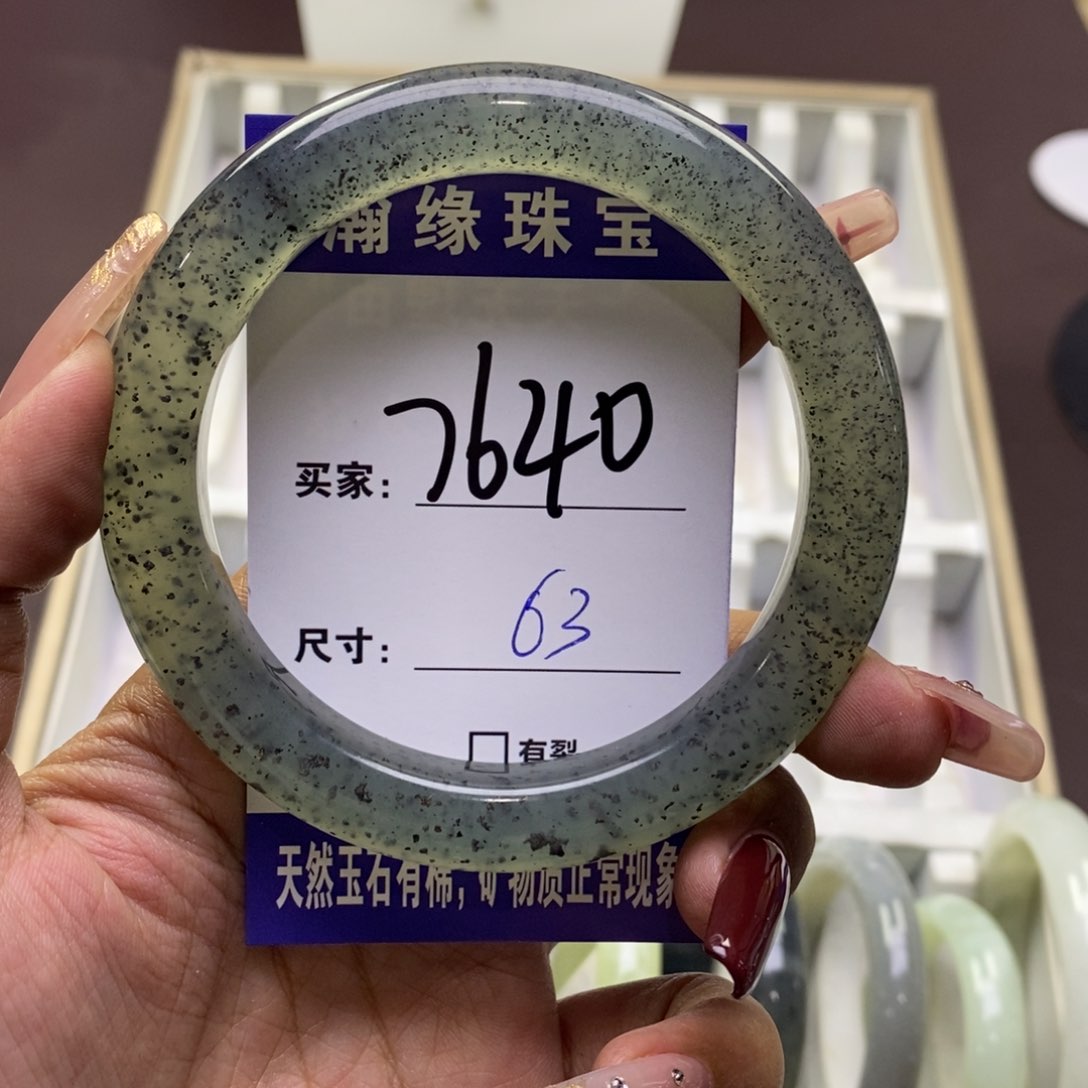 瀚缘珠宝
买家: 7640
尺寸: 63
□有裂
天然玉石有棉, 矿物质正常现象